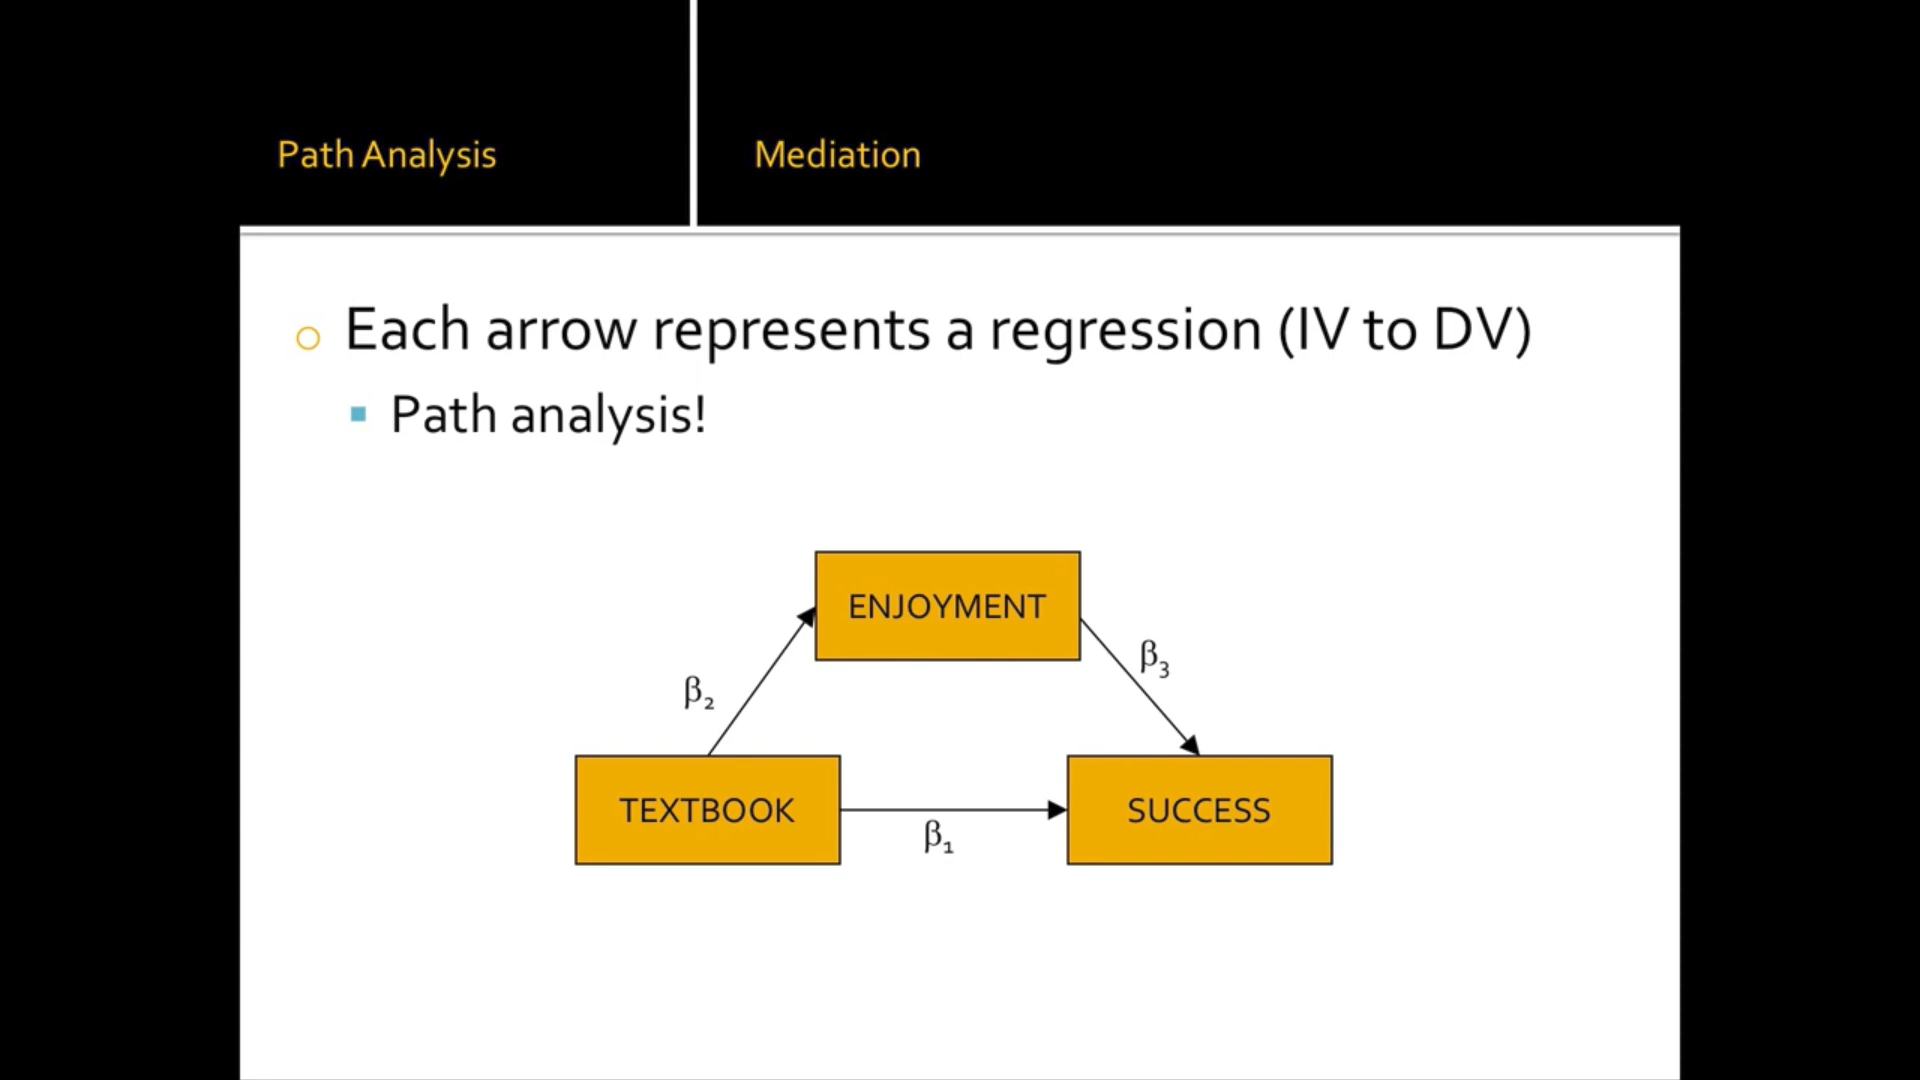 Path Analysis
Mediation
Each arrow represents a regression (IV to DV)
Path analysis!
ENJOYMENT
β₂
β₃
TEXTBOOK
SUCCESS
β₁